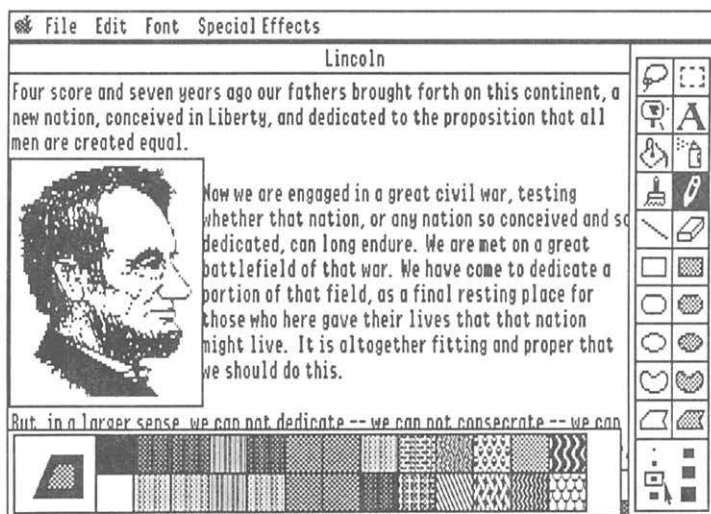 File Edit Font Special Effects
Lincoln
Four score and seven years ago our fathers brought forth on this continent, a
new nation, conceived in Liberty, and dedicated to the proposition that all
men are created equal.
Now we are engaged in a great civil war, testing
whether that nation, or any nation so conceived and so
dedicated, can long endure. We are met on a great
battlefield of that war. We have come to dedicate a
portion of that field, as a final resting place for
those who here gave their lives that that nation
might live. It is altogether fitting and proper that
we should do this.
But, in a larger sense, we can not dedicate -- we can not consecrate -- we can
A